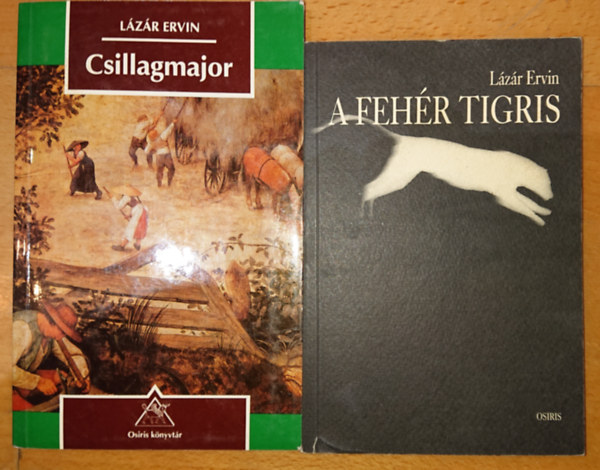 LÁZÁR ERVIN
Csillagmajor
Osiris könyvtár
Lázár Ervin
A FEHÉR TIGRIS
OSIRIS